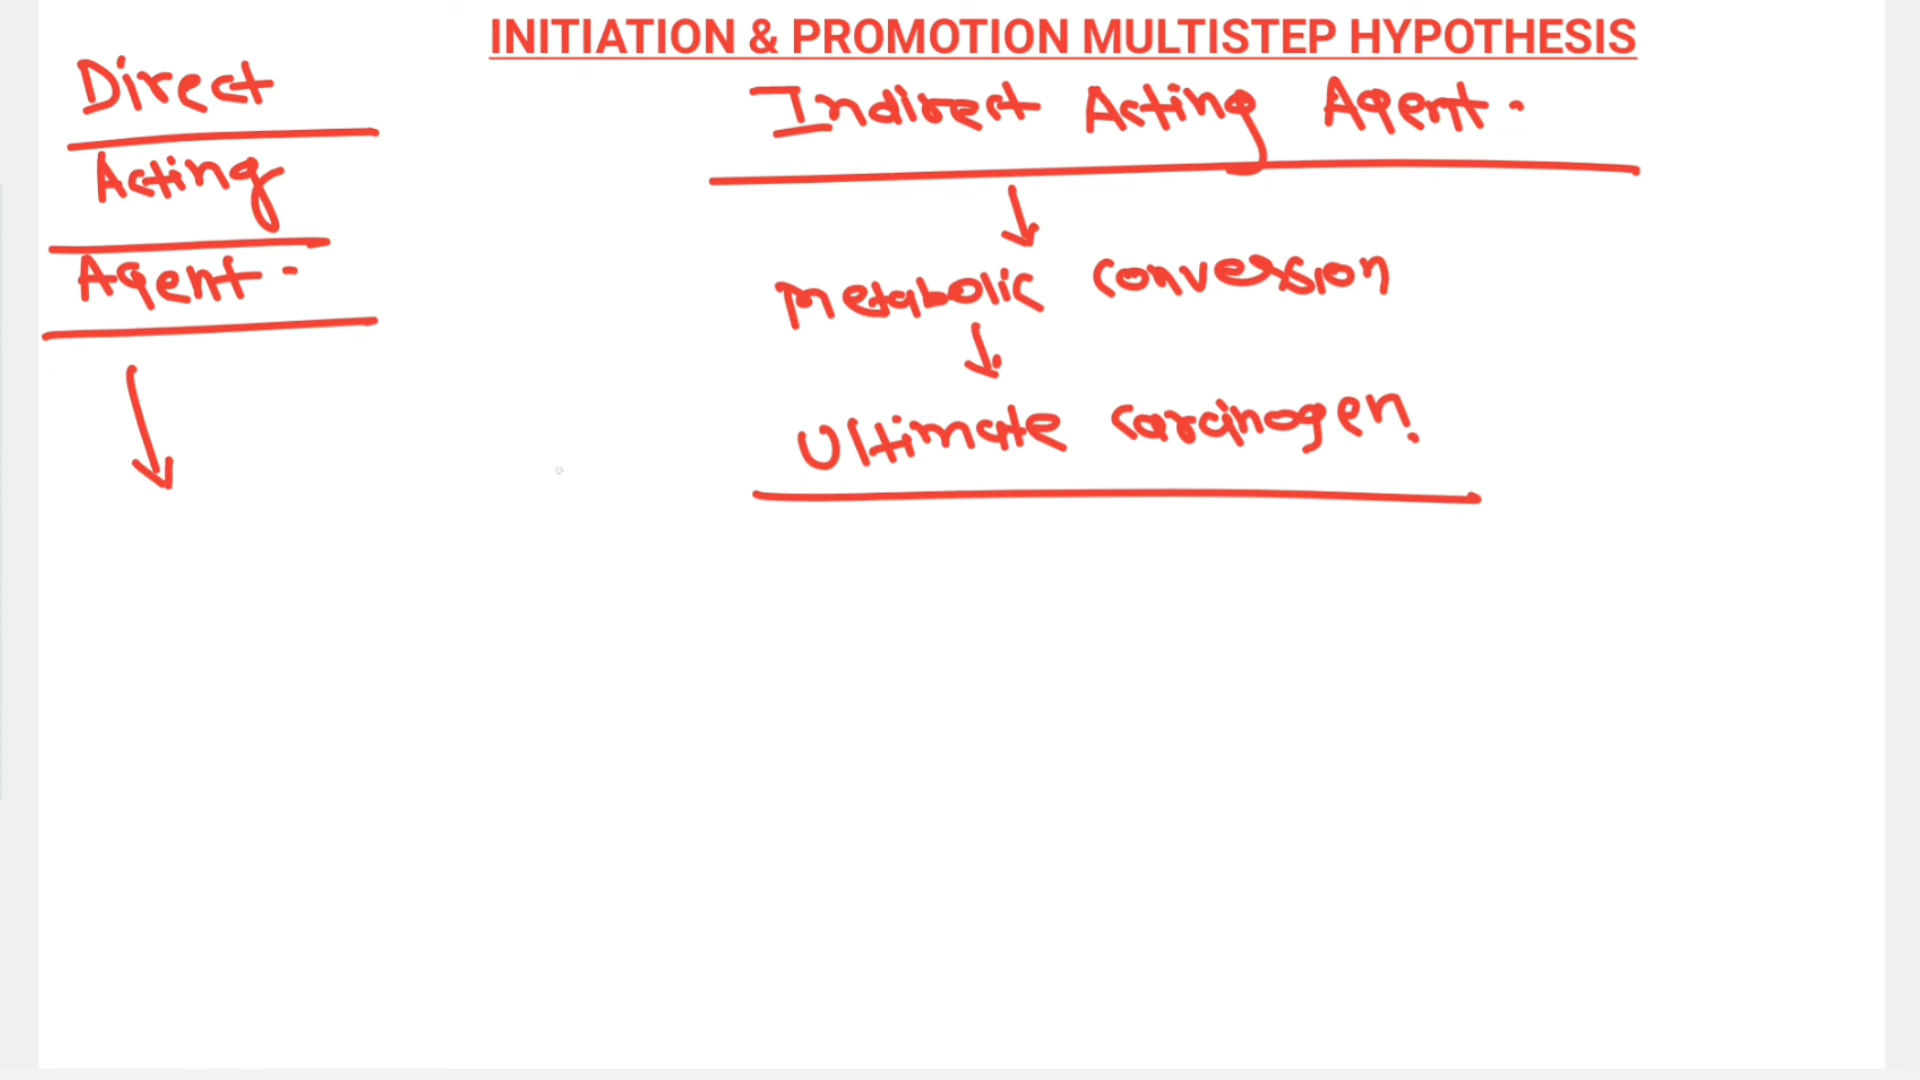 INITIATION & PROMOTION MULTISTEP HYPOTHESIS
Direct
Acting
Agent -
Indirect Acting Agent.
metabolic conversion
Ultimate carcinogen.